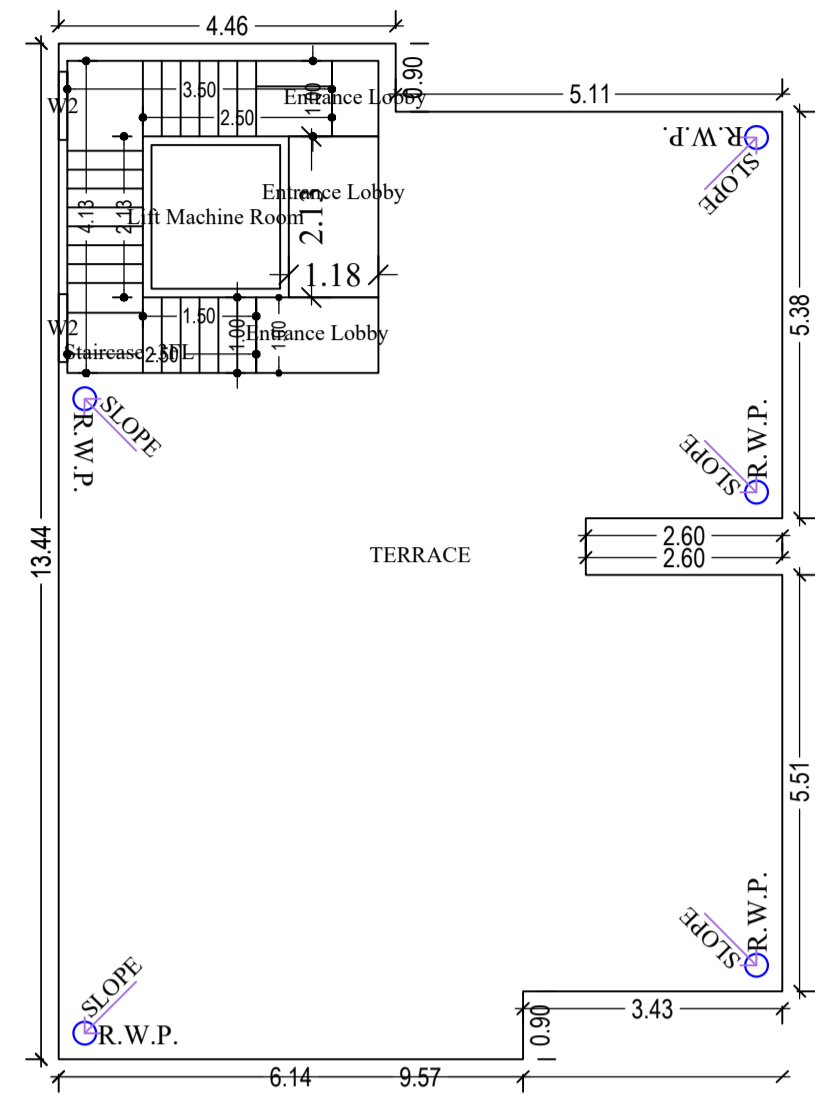 4.46
0.90
5.11
3.50
1.00
Entrance Lobby
W2
2.50
R.W.P.
SLOPE
Entrance Lobby
4.13
2.13
Lift Machine Room
2.13
1.18
5.38
1.50
1.00
1.00
Entrance Lobby
W2
Staircase -3FL
2.50
SLOPE
R.W.P.
R.W.P.
SLOPE
2.60
13.44
TERRACE
2.60
5.51
R.W.P.
SLOPE
SLOPE
R.W.P.
0.90
3.43
6.14
9.57